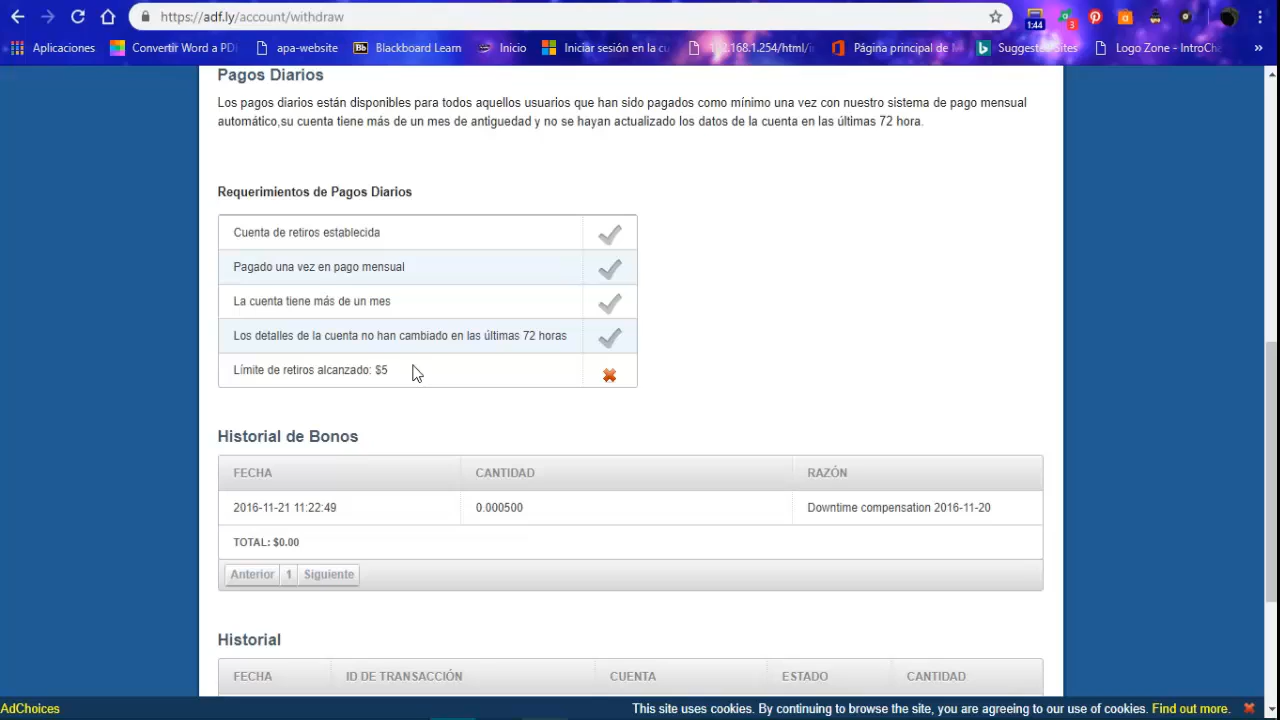 https://adf.ly/account/withdraw
1:44
3
Aplicaciones
Convertir Word a PD
apa-website
Bb
Blackboard Learn
Inicio
Iniciar sesión en la cu
2.168.1.254/html/i
Página principal de M
Suggested Sites
Logo Zone - IntroCha
»
Pagos Diarios
Los pagos diarios están disponibles para todos aquellos usuarios que han sido pagados como mínimo una vez con nuestro sistema de pago mensual
automático,su cuenta tiene más de un mes de antiguedad y no se hayan actualizado los datos de la cuenta en las últimas 72 hora.
Requerimientos de Pagos Diarios
Cuenta de retiros establecida
Pagado una vez en pago mensual
La cuenta tiene más de un mes
Los detalles de la cuenta no han cambiado en las últimas 72 horas
Límite de retiros alcanzado: $5
Historial de Bonos
FECHA CANTIDAD RAZÓN
2016-11-21 11:22:49 0.000500 Downtime compensation 2016-11-20
TOTAL: $0.00
Anterior 1 Siguiente
Historial
FECHA ID DE TRANSACCIÓN CUENTA ESTADO CANTIDAD
AdChoices
This site uses cookies. By continuing to browse the site, you are agreeing to our use of cookies. Find out more.